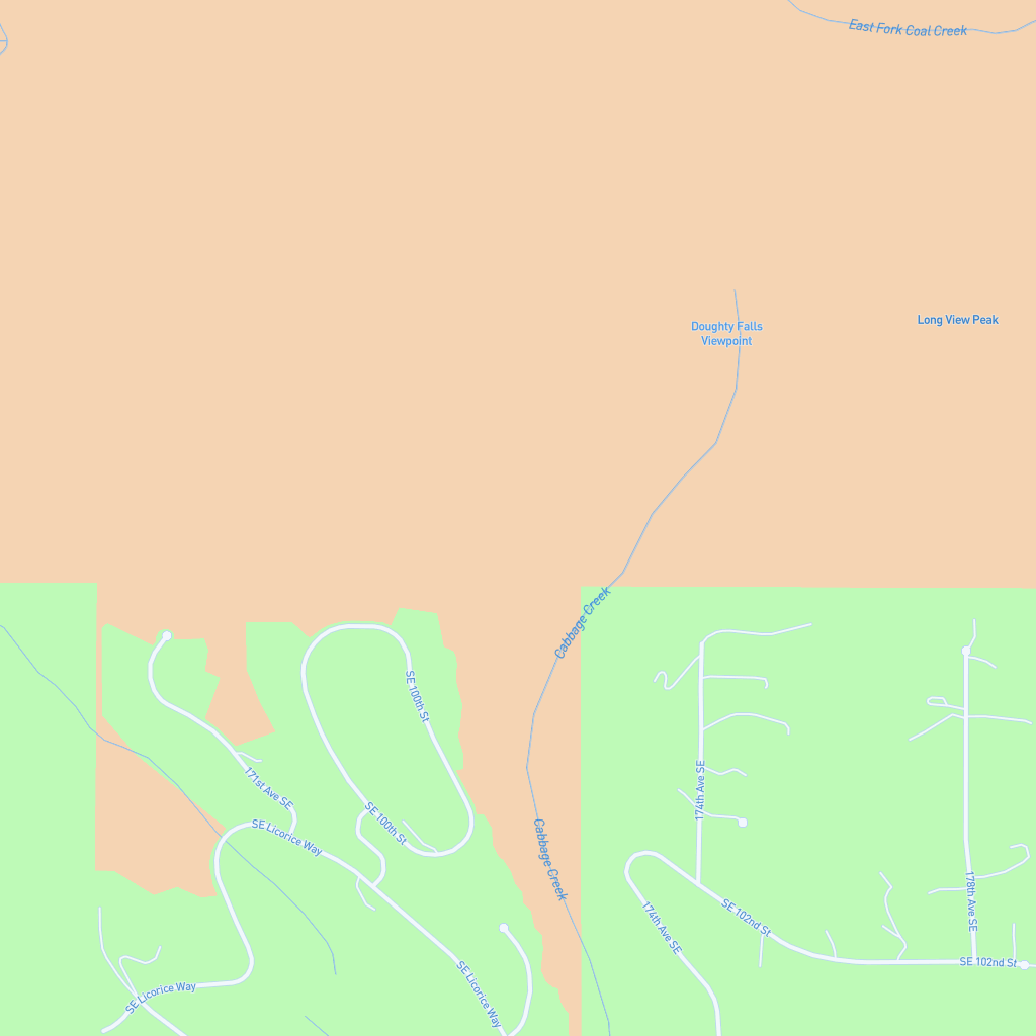 East Fork Coal Creek
Long View Peak
Doughty Falls
Viewpoint
Cabbage Creek
SE 100th St
174th Ave SE
171st Ave SE
SE 100th St
SE Licorice Way
Cabbage Creek
178th Ave SE
SE 102nd St
174th Ave SE
SE 102nd St
SE Licorice Way
SE Licorice Way